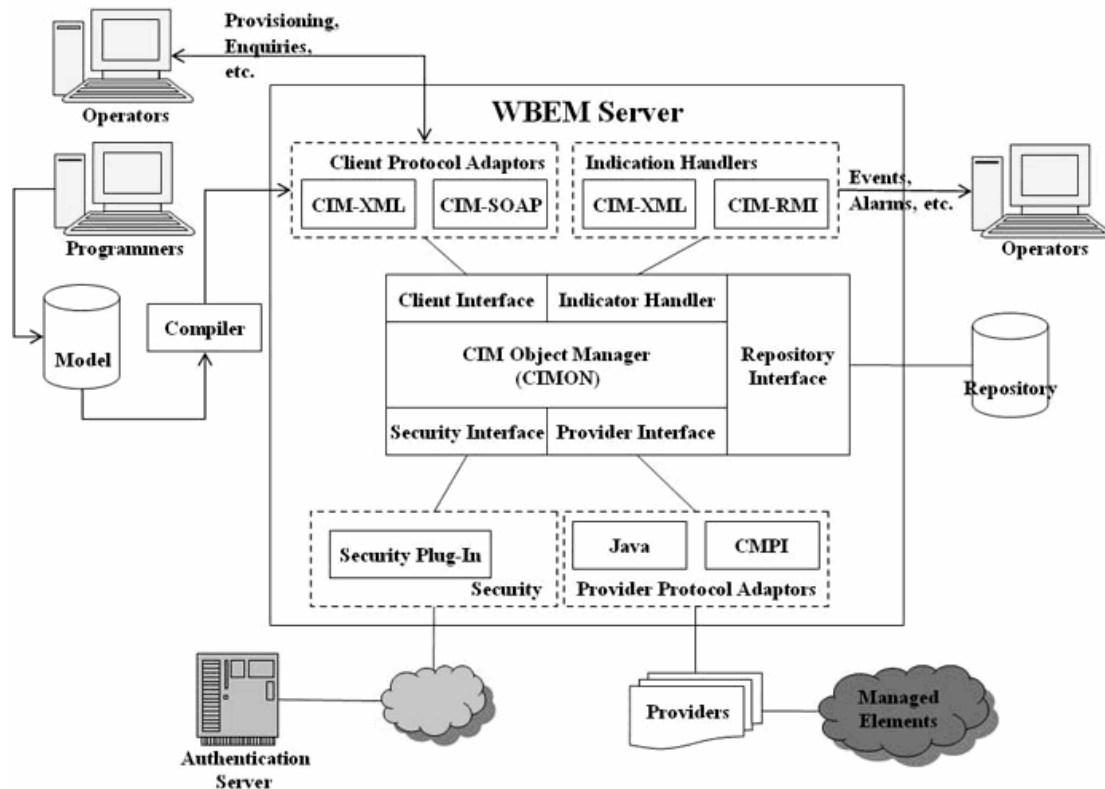 Provisioning,
Enquiries,
etc.
Operators
WBEM Server
Client Protocol Adaptors
Indication Handlers
CIM-XML
CIM-SOAP
CIM-XML
CIM-RMI
Events,
Alarms, etc.
Operators
Programmers
Model
Compiler
Client Interface
Indicator Handler
CIM Object Manager
(CIMON)
Repository
Interface
Repository
Security Interface
Provider Interface
Security Plug-In
Security
Java
CMPI
Provider Protocol Adaptors
Authentication
Server
Providers
Managed
Elements